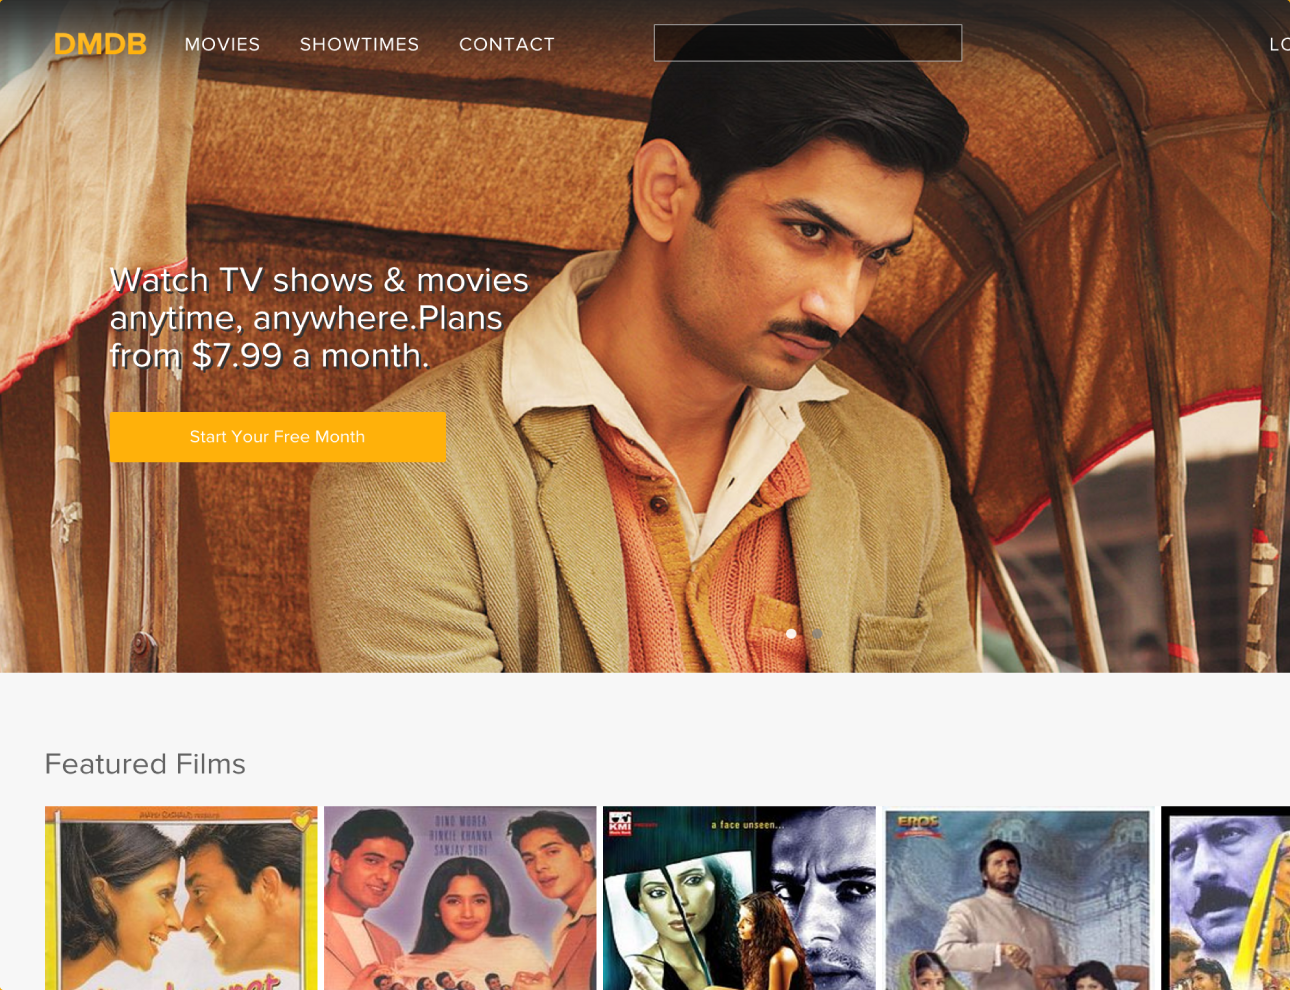 DMDB
MOVIES
SHOWTIMES
CONTACT
LO
Watch TV shows & movies
anytime, anywhere.Plans
from $7.99 a month.
Start Your Free Month
Featured Films
DINO MOREA
RINKIE KHANNA
SANJAY SURI
KMI
a face unseen...
EROS